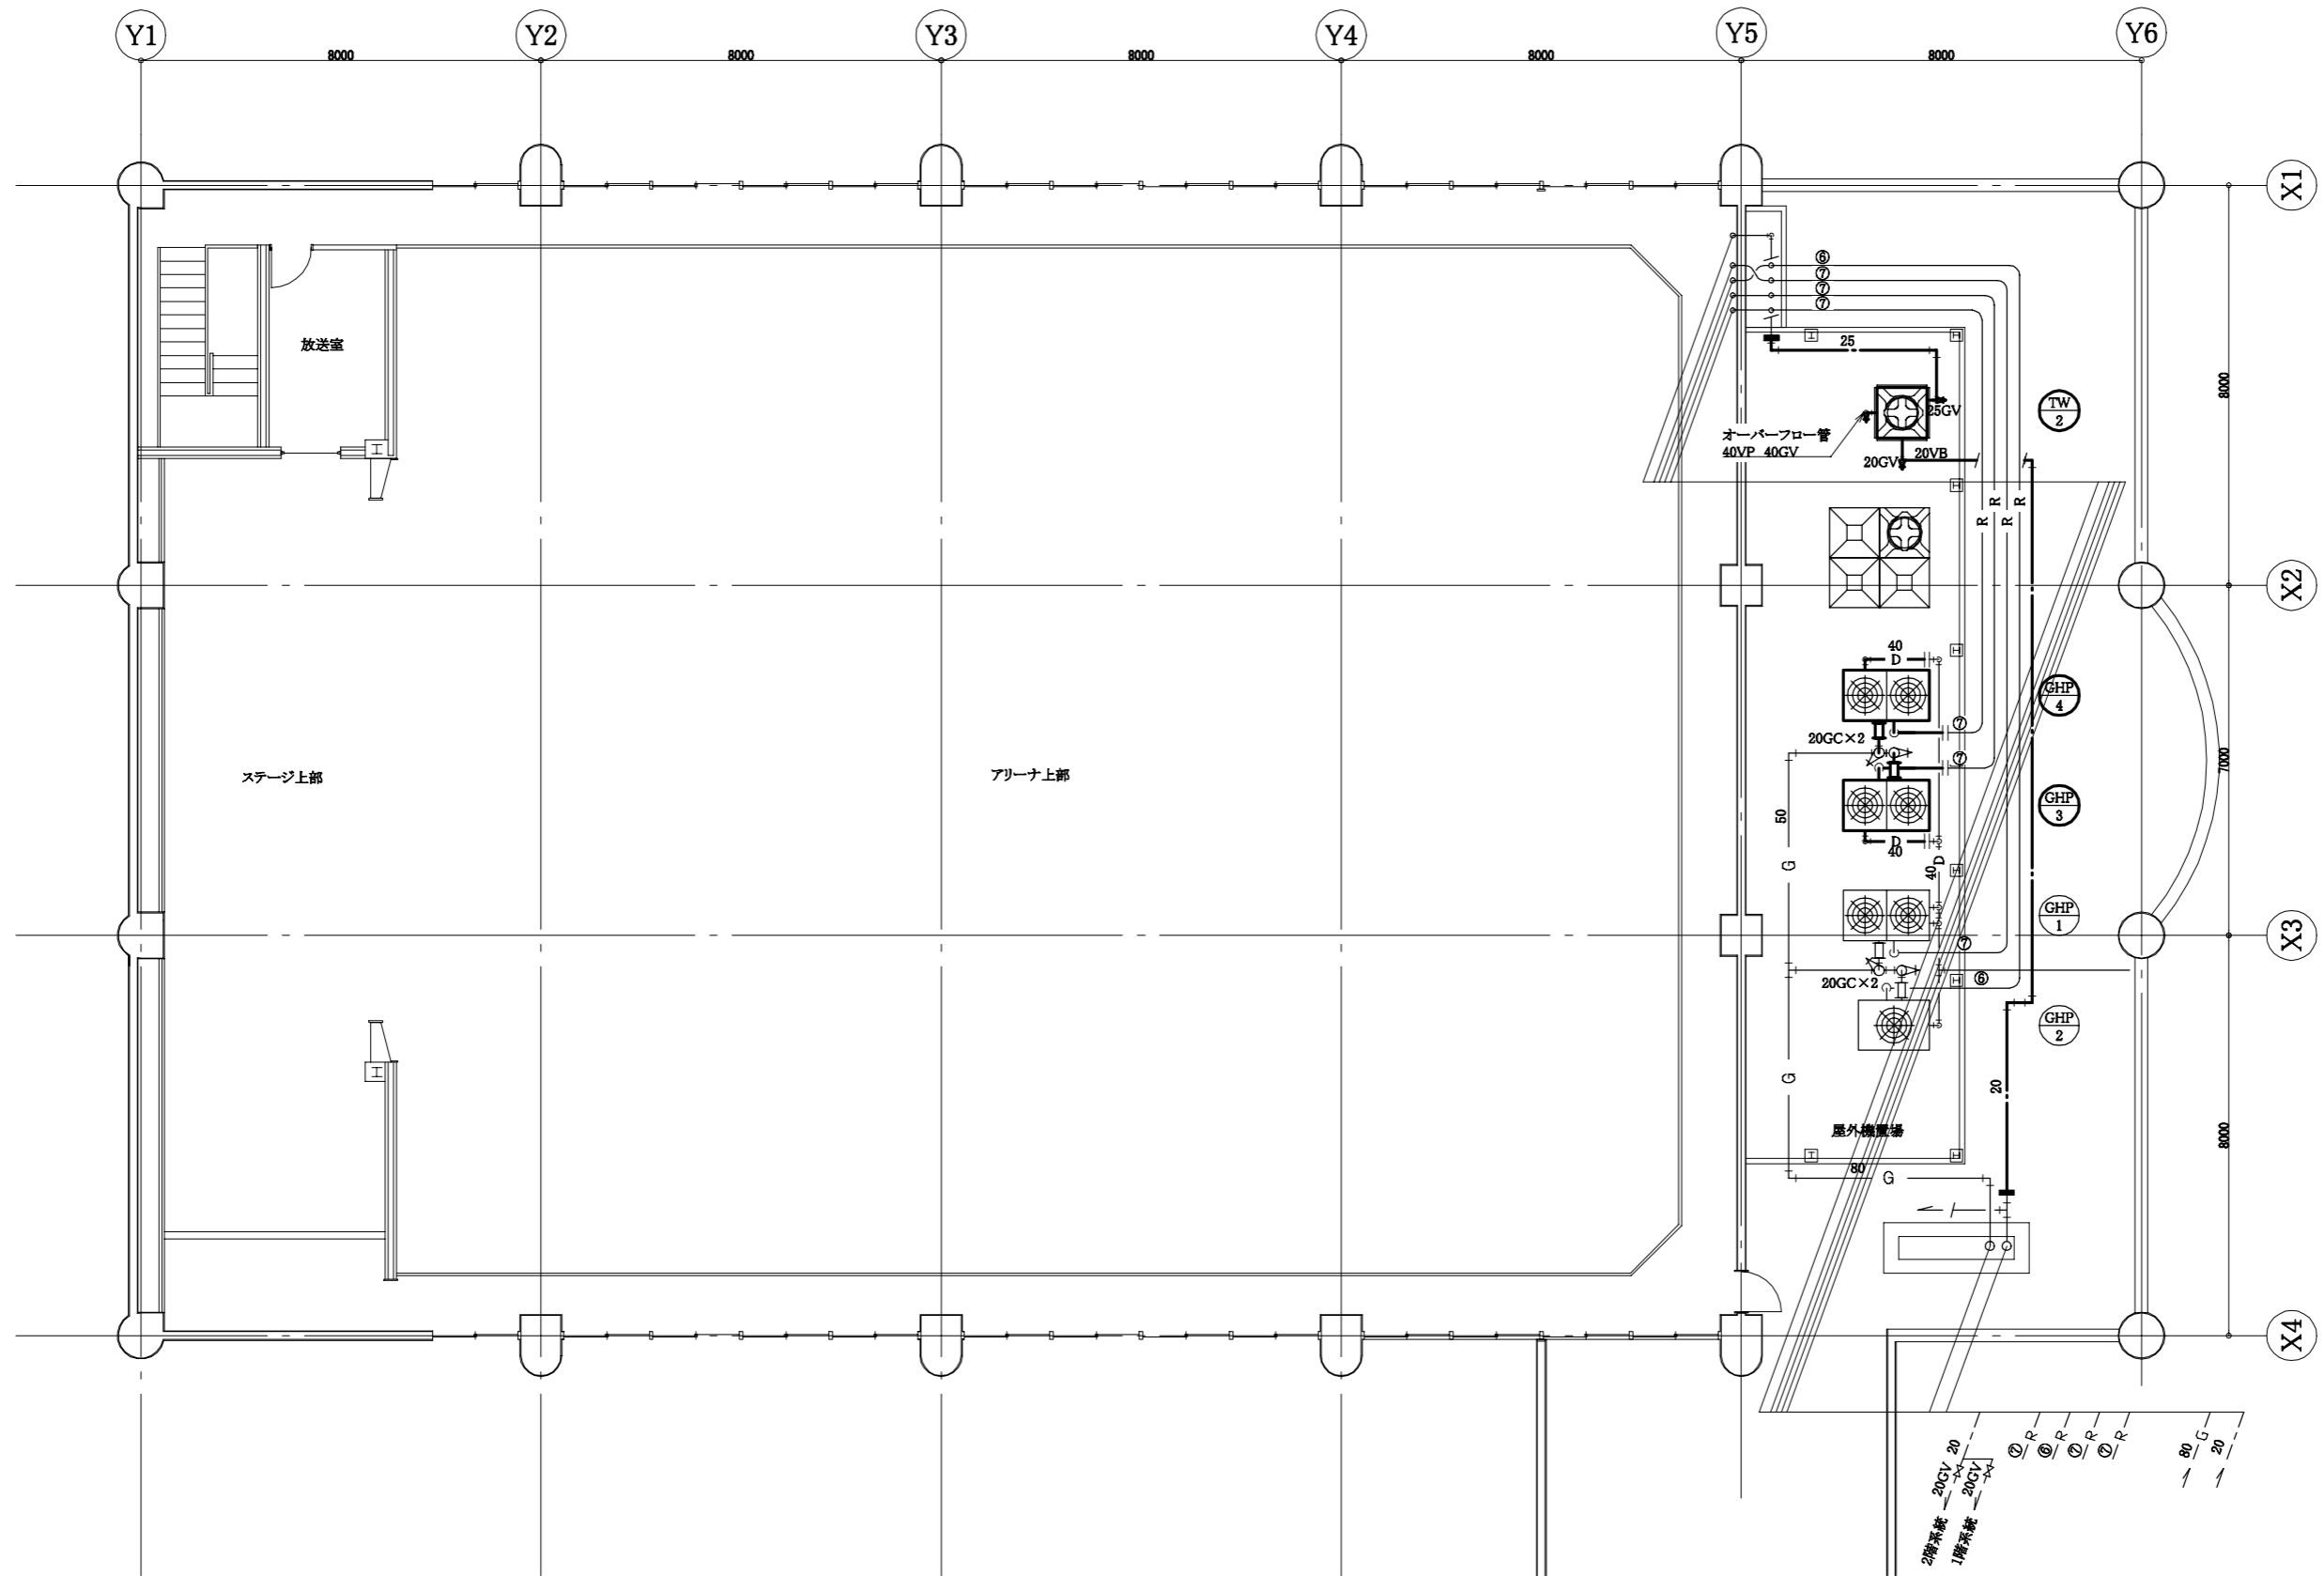 Y1
Y2
Y3
Y4
Y5
Y6
8000
8000
8000
8000
8000
X1
⑥
⑦
⑦
⑦
放送室
25
8000
TW
2
25GV
オーバーフロー管
40VP 40GV
20GV
20VB
R
R
R
R
X2
40
D
GHP
4
⑦
20GC×2
⑦
ステージ上部
アリーナ上部
7000
GHP
3
50
D
40
G
D
40
GHP
1
X3
⑦
20GC×2
⑥
GHP
2
G
20
屋外機置場
8000
80
G
X4
2階系統
20GV
20
1階系統
20GV
⑦
R
⑥
R
⑦
R
⑦
R
80
G
20